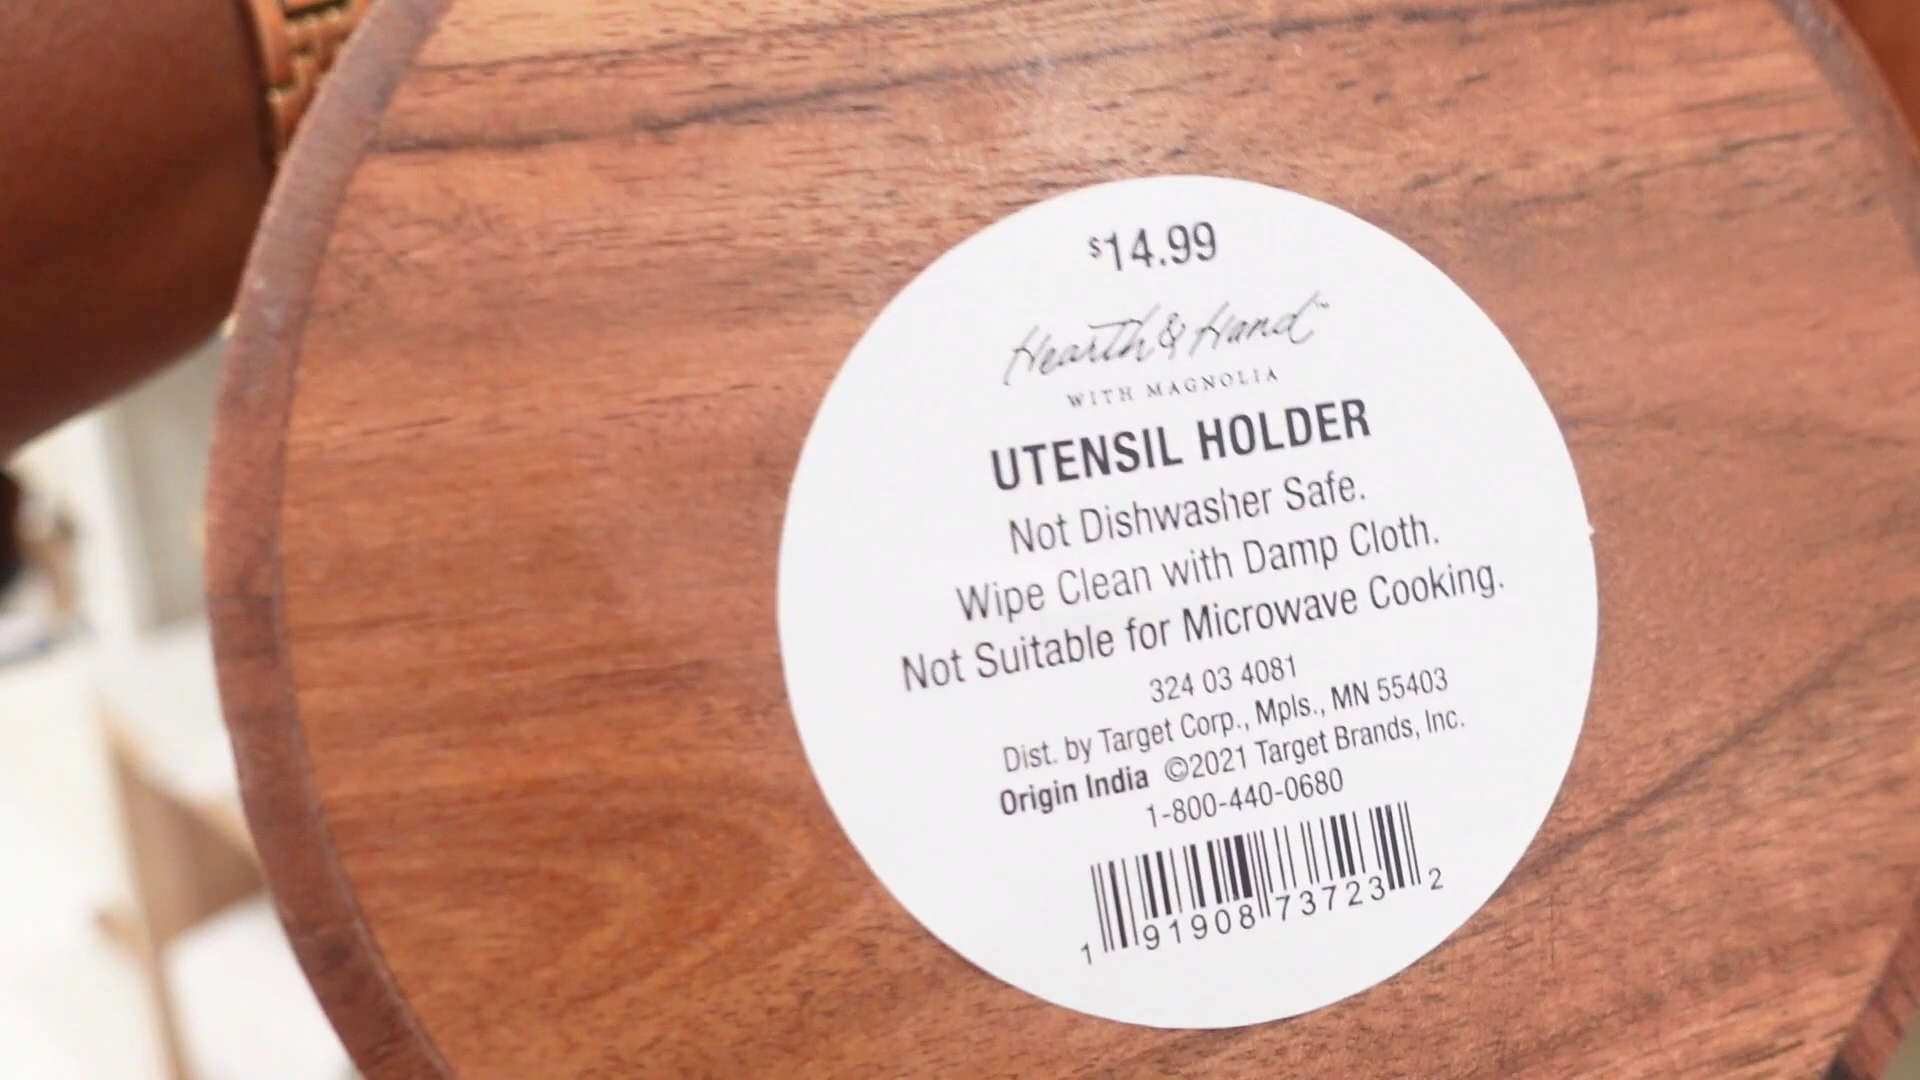 $14.99
Hearth & Hand™
WITH MAGNOLIA
UTENSIL HOLDER
Not Dishwasher Safe.
Wipe Clean with Damp Cloth.
Not Suitable for Microwave Cooking.
324 03 4081
Dist. by Target Corp., Mpls., MN 55403
Origin India ©2021 Target Brands, Inc.
1-800-440-0680
1 91908 73723 2